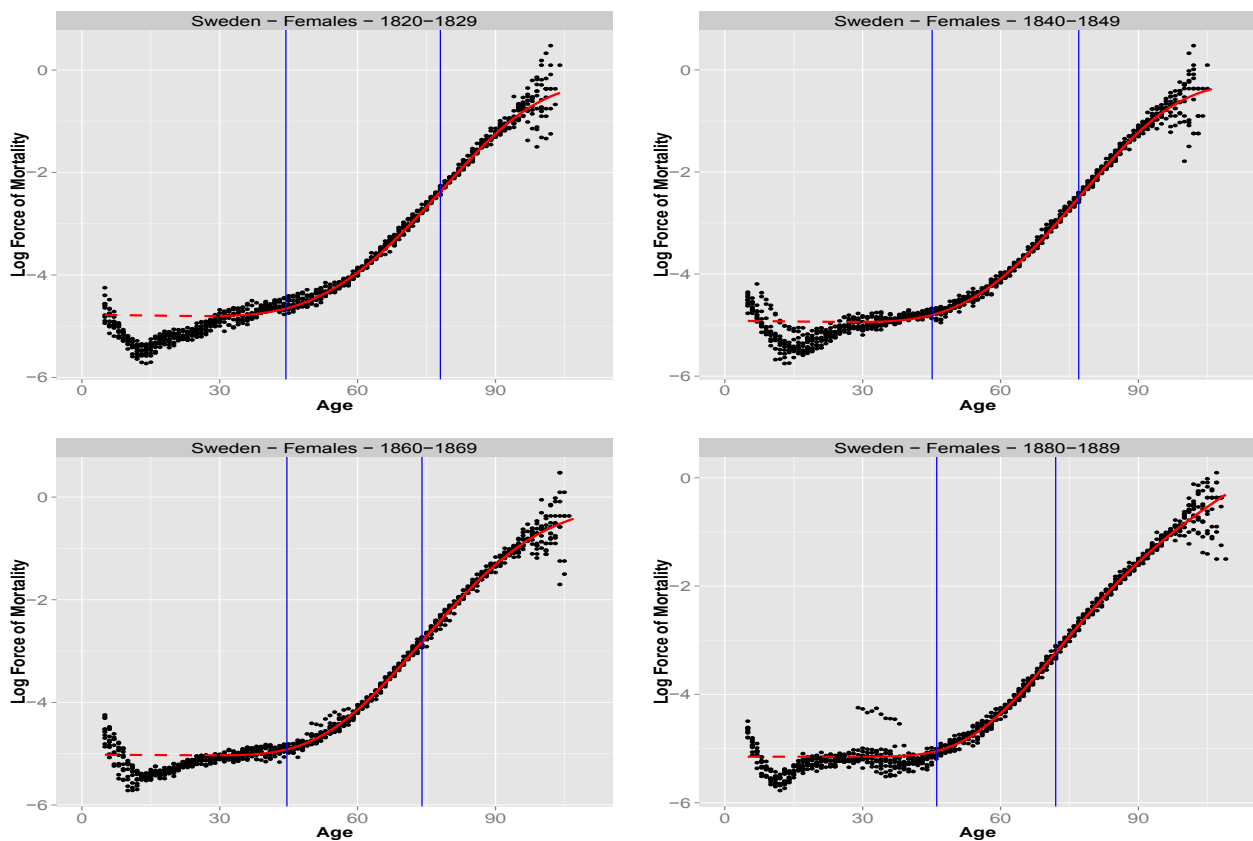 Sweden − Females − 1820−1829
0
−2
−4
−6
Log Force of Mortality
0
30
60
90
Age
Sweden − Females − 1840−1849
0
−2
−4
−6
Log Force of Mortality
0
30
60
90
Age
Sweden − Females − 1860−1869
0
−2
−4
−6
Log Force of Mortality
0
30
60
90
Age
Sweden − Females − 1880−1889
0
−2
−4
−6
Log Force of Mortality
0
30
60
90
Age